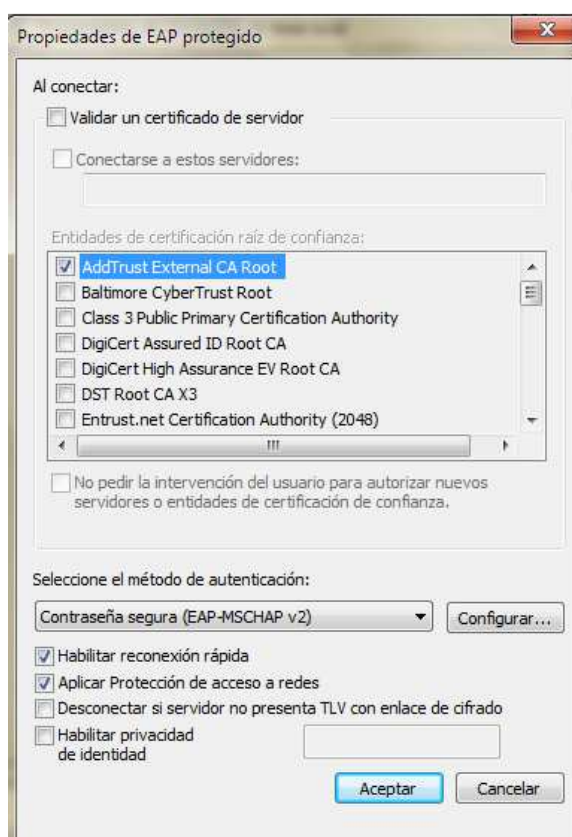 Propiedades de EAP protegido
Al conectar:
Validar un certificado de servidor
Conectarse a estos servidores:
Entidades de certificación raíz de confianza:
AddTrust External CA Root
Baltimore CyberTrust Root
Class 3 Public Primary Certification Authority
DigiCert Assured ID Root CA
DigiCert High Assurance EV Root CA
DST Root CA X3
Entrust.net Certification Authority (2048)
No pedir la intervención del usuario para autorizar nuevos
servidores o entidades de certificación de confianza.
Seleccione el método de autenticación:
Contraseña segura (EAP-MSCHAP v2)
Configurar...
Habilitar reconexión rápida
Aplicar Protección de acceso a redes
Desconectar si servidor no presenta TLV con enlace de cifrado
Habilitar privacidad
de identidad
Aceptar
Cancelar